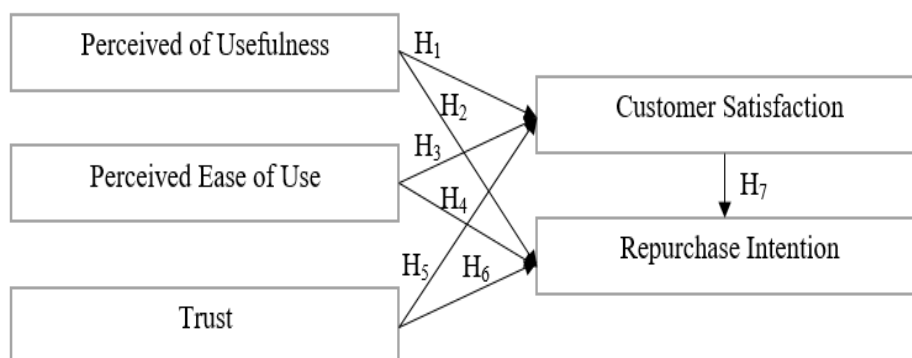 Perceived of Usefulness
H₁
H₂
Customer Satisfaction
H₃
Perceived Ease of Use
H₄
H₇
Repurchase Intention
H₅
H₆
Trust